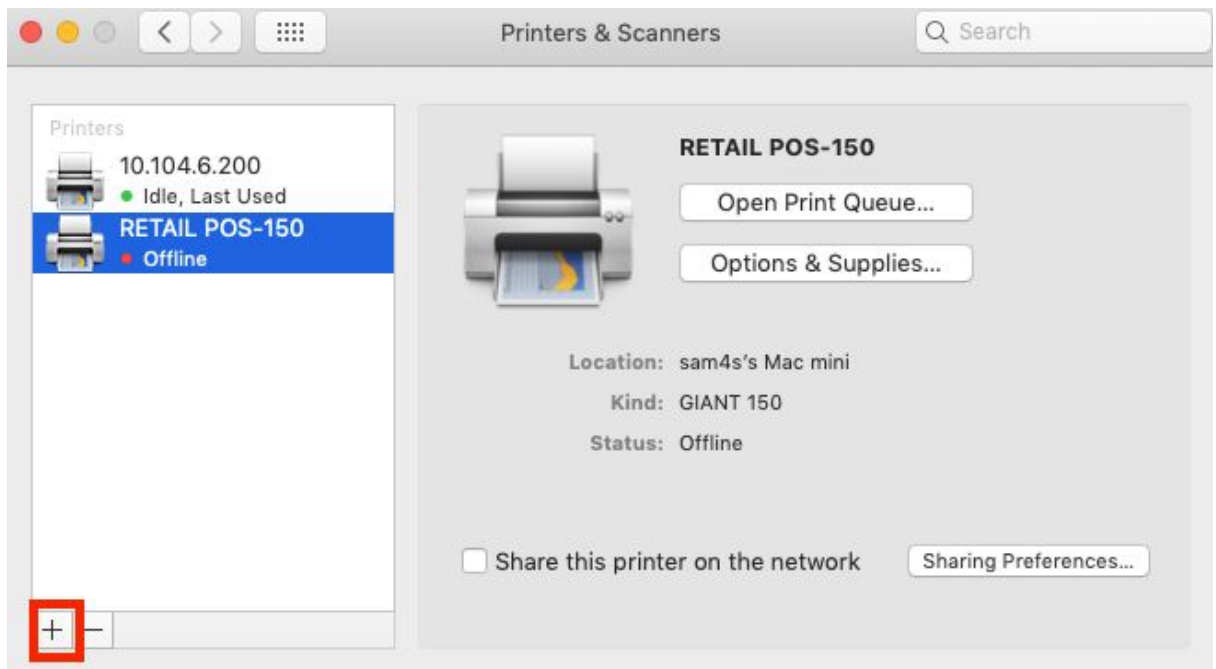 Printers & Scanners
Search
Printers
10.104.6.200
Idle, Last Used
RETAIL POS-150
Offline
RETAIL POS-150
Open Print Queue...
Options & Supplies...
Location: sam4s's Mac mini
Kind: GIANT 150
Status: Offline
Share this printer on the network
Sharing Preferences...
+ −